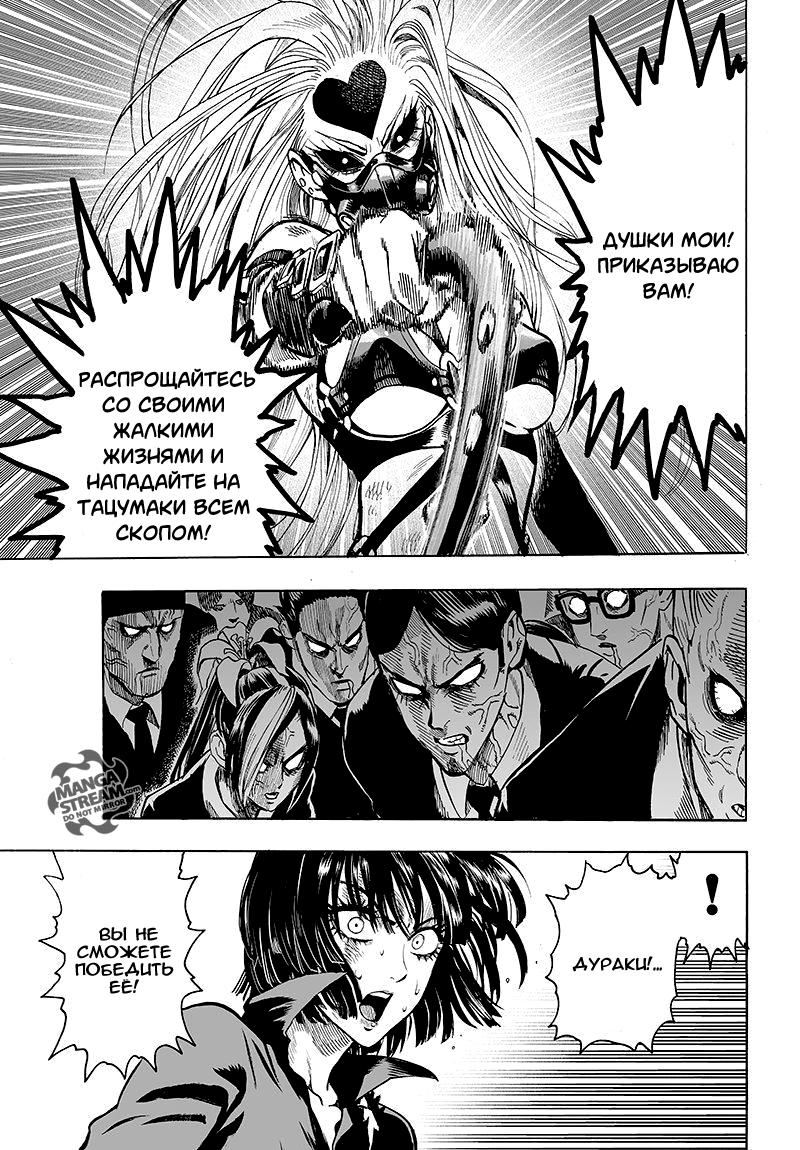 ДУШКИ МОИ!
ПРИКАЗЫВАЮ
ВАМ!
РАСПРОЩАЙТЕСЬ
СО СВОИМИ
ЖАЛКИМИ
ЖИЗНЯМИ И
НАПАДАЙТЕ НА
ТАЦУМАКИ ВСЕМ
СКОПОМ!
MANGA
STREAM.com
DO NOT MIRROR
!
ДУРАКИ!...
ВЫ НЕ
СМОЖЕТЕ
ПОБЕДИТЬ
ЕЁ!